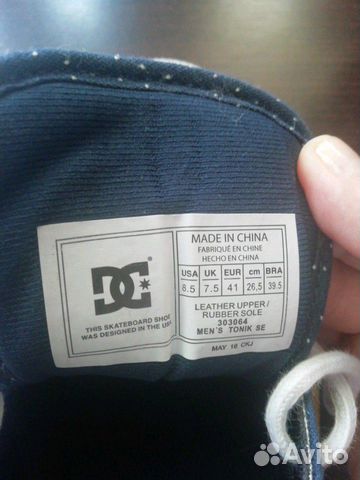 MADE IN CHINA
FABRIQUÉ EN CHINE
HECHO EN CHINA
USA UK EUR cm BRA
8.5 7.5 41 26,5 39.5
DC
THIS SKATEBOARD SHOE
WAS DESIGNED IN THE USA
LEATHER UPPER/
RUBBER SOLE
303064
MEN'S TONIK SE
MAY 16 CKJ
Avito